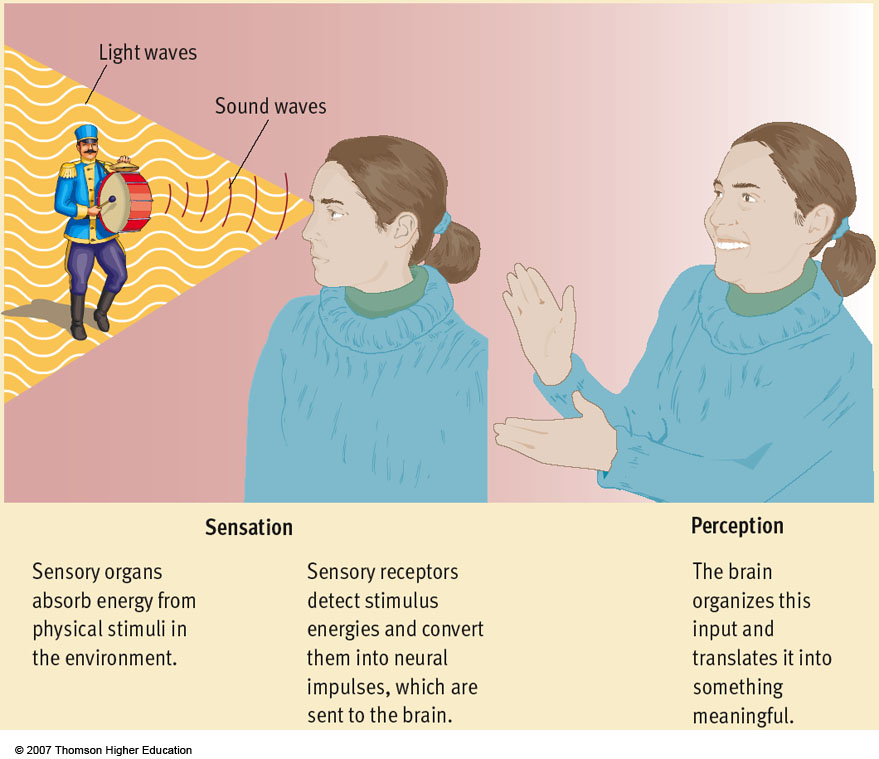 Light waves
Sound waves
Sensation
Sensory organs
absorb energy from
physical stimuli in
the environment.
Sensory receptors
detect stimulus
energies and convert
them into neural
impulses, which are
sent to the brain.
Perception
The brain
organizes this
input and
translates it into
something
meaningful.
© 2007 Thomson Higher Education